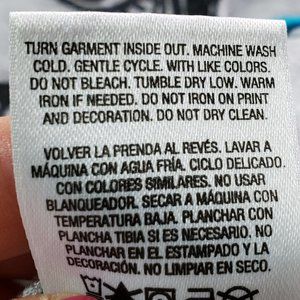 TURN GARMENT INSIDE OUT. MACHINE WASH
COLD. GENTLE CYCLE. WITH LIKE COLORS.
DO NOT BLEACH. TUMBLE DRY LOW. WARM
IRON IF NEEDED. DO NOT IRON ON PRINT
AND DECORATION. DO NOT DRY CLEAN.
VOLVER LA PRENDA AL REVÉS. LAVAR A
MÁQUINA CON AGUA FRÍA. CICLO DELICADO.
CON COLORES SIMILARES. NO USAR
BLANQUEADOR. SECAR A MÁQUINA CON
TEMPERATURA BAJA. PLANCHAR CON
PLANCHA TIBIA SI ES NECESARIO. NO
PLANCHAR EN EL ESTAMPADO Y LA
DECORACIÓN. NO LIMPIAR EN SECO.